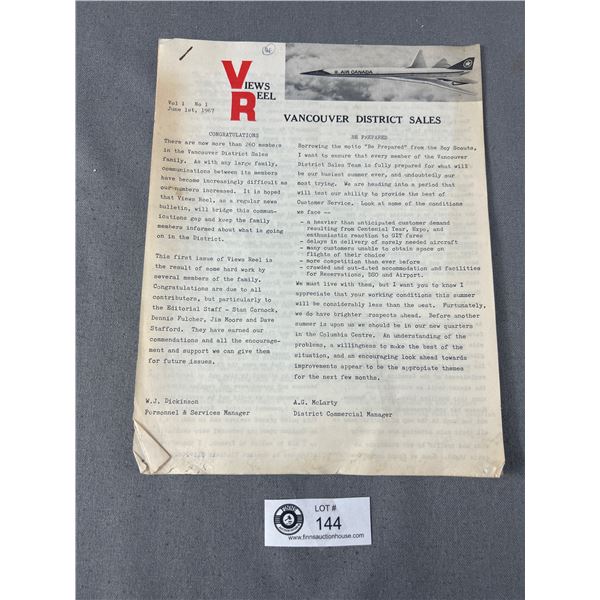 AIR CANADA
VIEWS
REEL
Vol 1 No 1
June 1st, 1967
VANCOUVER DISTRICT SALES
CONGRATULATIONS
There are now more than 260 members
in the Vancouver District Sales
family. As with any large family,
communications between its members
have become increasingly difficult as
our numbers increased. It is hoped
that Views Reel, as a regular news
bulletin, will bridge this commun-
ications gap and keep the family
members informed about what is going
on in the District.
This first issue of Views Reel is
the result of some hard work by
several members of the family.
Congratulations are due to all
contributors, but particularly to
the Editorial Staff - Stan Cornock,
Dennis Fulcher, Jim Moore and Dave
Stafford. They have earned our
commendations and all the encourage-
ment and support we can give them
for future issues.
W.J. Dickinson
Personnel & Services Manager
BE PREPARED
Borrowing the motto "Be Prepared" from the Boy Scouts,
I want to ensure that every member of the Vancouver
District Sales Team is fully prepared for what will
be our busiest summer ever, and undoubtedly our
most trying. We are heading into a period that
will test our ability to provide the best of
Customer Service. Look at some of the conditions
we face --
- a heavier than anticipated customer demand
resulting from Centenial Year, Expo, and
enthusiastic reaction to GIT fares
- delays in delivery of sorely needed aircraft
- many customers unable to obtain space on
flights of their choice
- more competition than ever before
- crowded and out-dated accommodation and facilities
for Reservations, DSO and Airport.
We must live with them, but I want you to know I
appreciate that your working conditions this summer
will be considerably less than the best. Furtunately,
we do have brighter prospects ahead. Before another
summer is upon us we should be in our new quarters
in the Columbia Centre. An understanding of the
problems, a willingness to make the best of the
situation, and an encouraging look ahead towards
improvements appear to be the appropiate themes
for the next few months.
A.G. McLarty
District Commercial Manager
LOT #
144
www.finnsauctionhouse.com